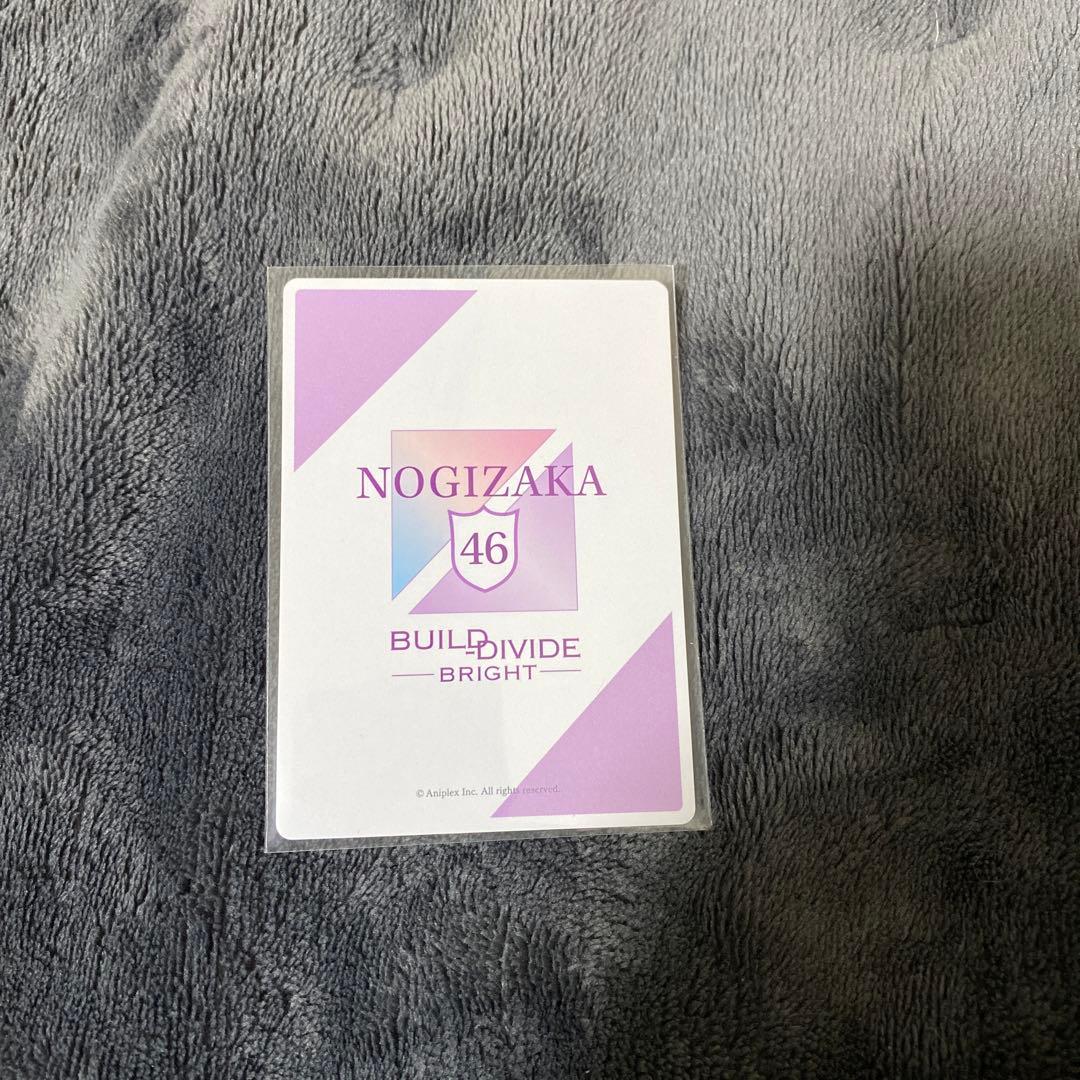 NOGIZAKA
46
BUILD-DIVIDE
BRIGHT
© Aniplex Inc. All rights reserved.